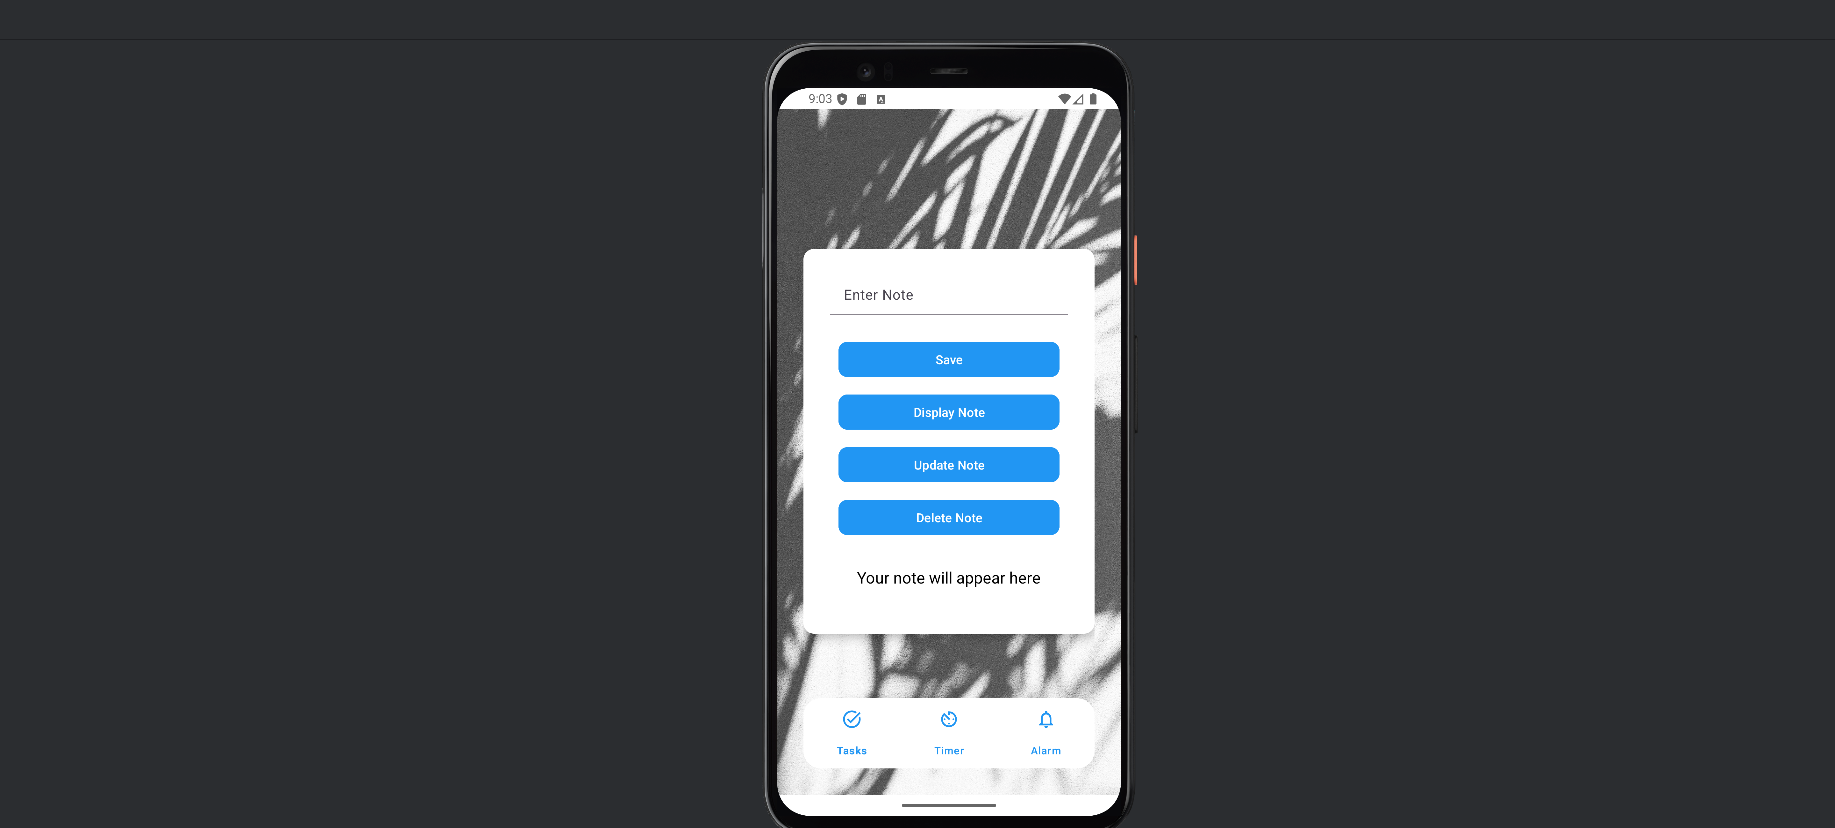 9:03
Enter Note
Save
Display Note
Update Note
Delete Note
Your note will appear here
Tasks Timer Alarm